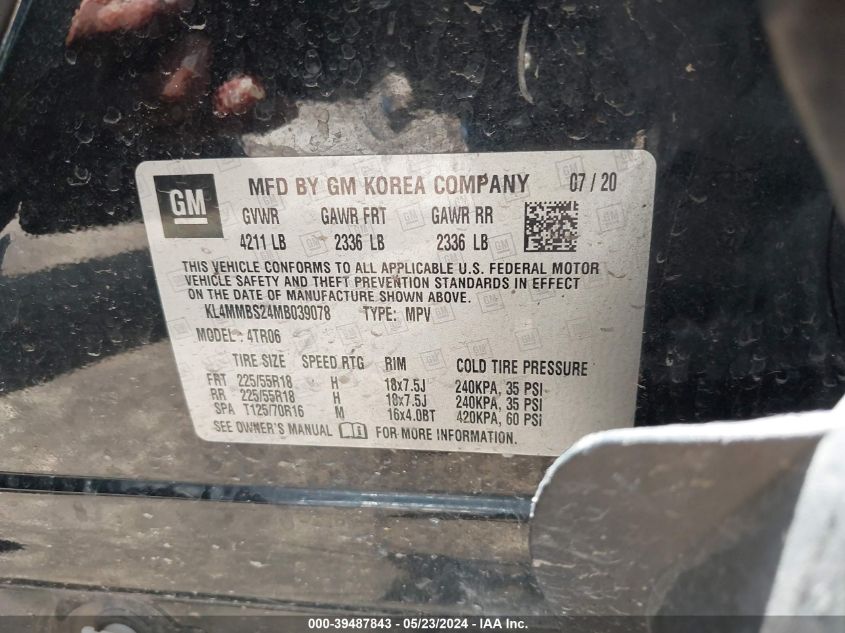 GM MFD BY GM KOREA COMPANY 07 / 20
GVWR GAWR FRT GAWR RR
4211 LB 2336 LB 2336 LB
THIS VEHICLE CONFORMS TO ALL APPLICABLE U.S. FEDERAL MOTOR
VEHICLE SAFETY AND THEFT PREVENTION STANDARDS IN EFFECT
ON THE DATE OF MANUFACTURE SHOWN ABOVE.
KL4MMBS24MB039078 TYPE: MPV
MODEL: 4TR06
TIRE SIZE SPEED RTG RIM COLD TIRE PRESSURE
FRT 225/55R18 H 18x7.5J 240KPA, 35 PSI
RR 225/55R18 H 18x7.5J 240KPA, 35 PSI
SPA T125/70R16 M 16x4.0BT 420KPA, 60 PSI
SEE OWNER'S MANUAL FOR MORE INFORMATION.
000-39487843 - 05/23/2024 - IAAI.com